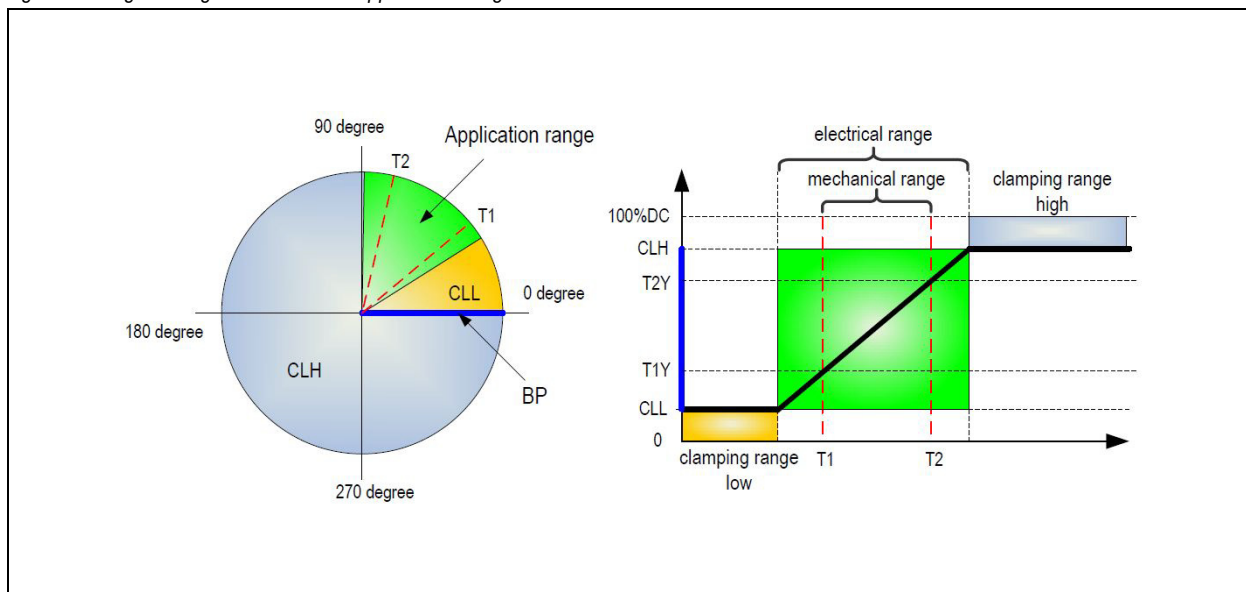 90 degree
Application range
T2
T1
0 degree
CLL
180 degree
CLH
BP
270 degree
electrical range
mechanical range
clamping range
high
100%DC
CLH
T2Y
T1Y
CLL
0
clamping range
low
T1
T2